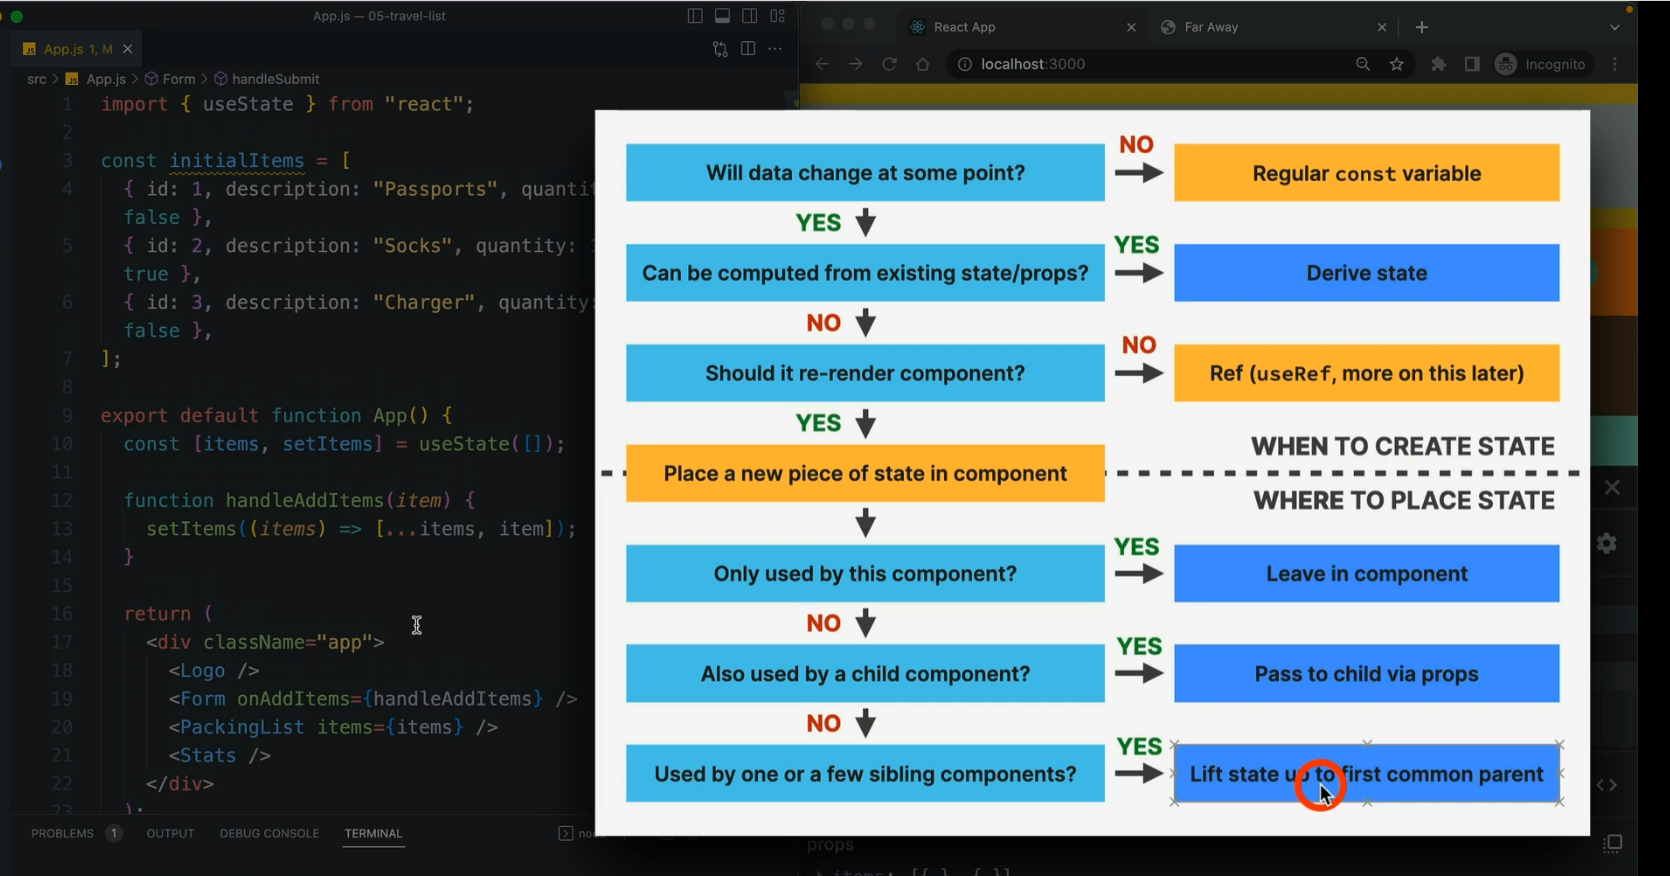 App.js — 05-travel-list
App.js 1, M
src > App.js > Form > handleSubmit
1 import { useState } from "react";
2
3 const initialItems = [
4 { id: 1, description: "Passports", quantit
false },
5 { id: 2, description: "Socks", quantity:
true },
6 { id: 3, description: "Charger", quantity:
false },
7 ];
8
9 export default function App() {
10 const [items, setItems] = useState([]);
11
12 function handleAddItems(item) {
13 setItems((items) => [...items, item]);
14 }
15
16 return (
17 <div className="app">
18 <Logo />
19 <Form onAddItems={handleAddItems} />
20 <PackingList items={items} />
21 <Stats />
22 </div>
23 );
PROBLEMS 1 OUTPUT DEBUG CONSOLE TERMINAL
React App
Far Away
localhost:3000
Incognito
Will data change at some point?
NO
Regular const variable
YES
Can be computed from existing state/props?
YES
Derive state
NO
Should it re-render component?
NO
Ref (useRef, more on this later)
YES
WHEN TO CREATE STATE
Place a new piece of state in component
WHERE TO PLACE STATE
Only used by this component?
YES
Leave in component
NO
Also used by a child component?
YES
Pass to child via props
NO
Used by one or a few sibling components?
YES
Lift state up to first common parent
props